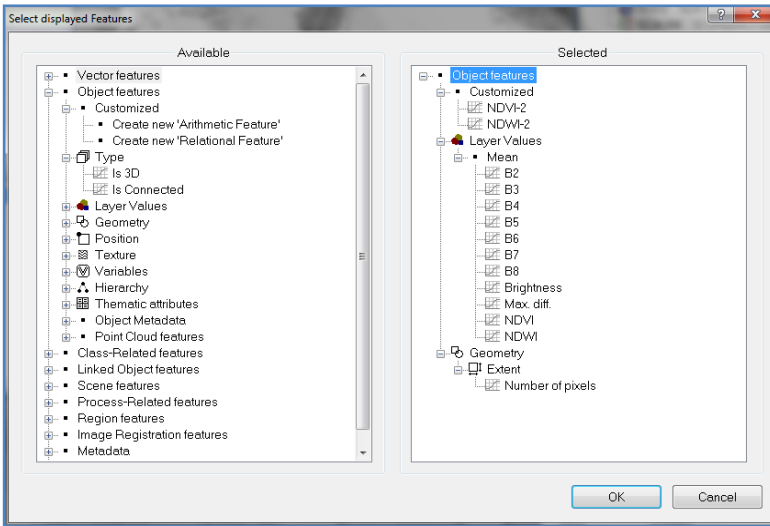 Select displayed Features
?
x
Available
Vector features
Object features
Customized
Create new 'Arithmetic Feature'
Create new 'Relational Feature'
Type
Is 3D
Is Connected
Layer Values
Geometry
Position
Texture
Variables
Hierarchy
Thematic attributes
Object Metadata
Point Cloud features
Class-Related features
Linked Object features
Scene features
Process-Related features
Region features
Image Registration features
Metadata
Selected
Object features
Customized
NDVI-2
NDWI-2
Layer Values
Mean
B2
B3
B4
B5
B6
B7
B8
Brightness
Max. diff.
NDVI
NDWI
Geometry
Extent
Number of pixels
OK
Cancel